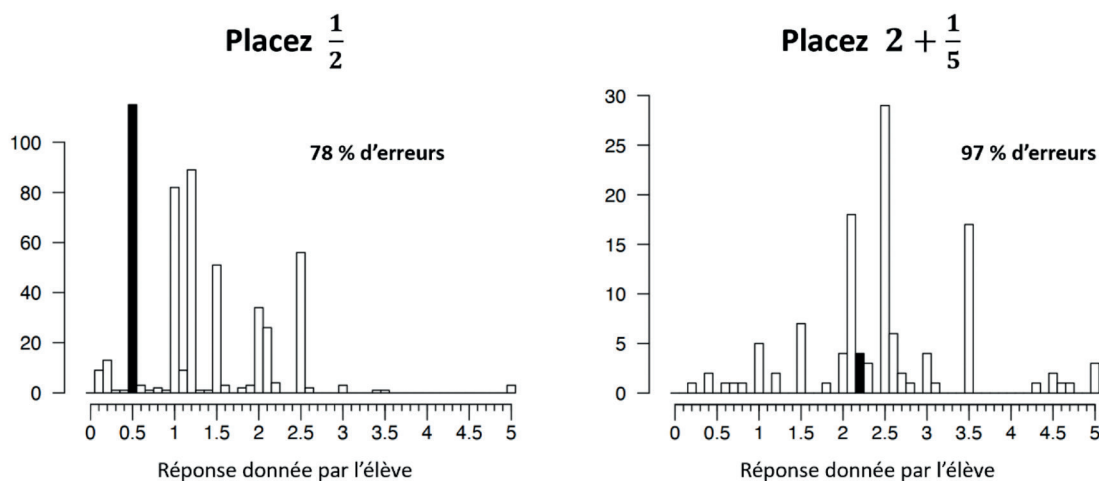 Placez 1/2
78 % d'erreurs
100
80
60
40
20
0
0 0.5 1 1.5 2 2.5 3 3.5 4 4.5 5
Réponse donnée par l'élève
Placez 2 + 1/5
97 % d'erreurs
30
25
20
15
10
5
0
0 0.5 1 1.5 2 2.5 3 3.5 4 4.5 5
Réponse donnée par l'élève